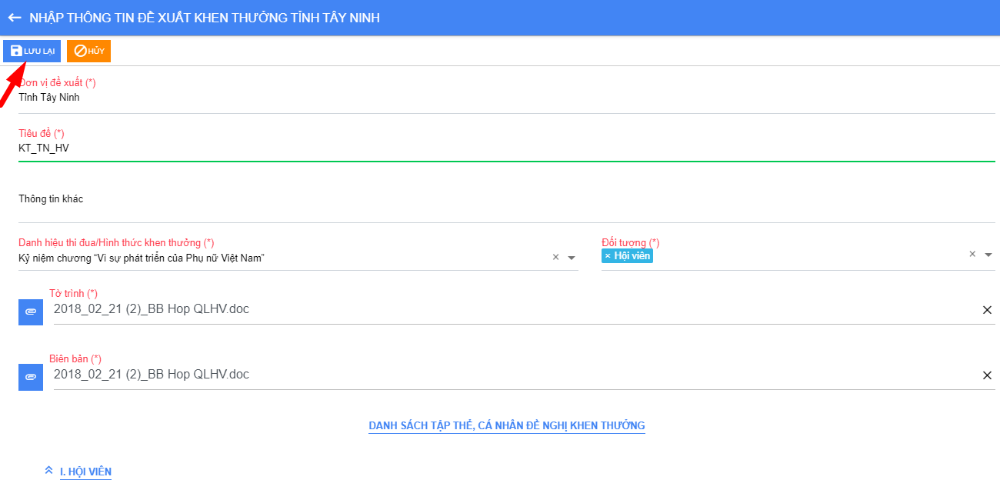 NHẬP THÔNG TIN ĐỀ XUẤT KHEN THƯỞNG TỈNH TÂY NINH
LƯU LẠI HỦY
Đơn vị đề xuất (*)
Tỉnh Tây Ninh
Tiêu đề (*)
KT_TN_HV
Thông tin khác
Danh hiệu thi đua/Hình thức khen thưởng (*) Đối tượng (*)
Kỷ niệm chương “Vì sự phát triển của Phụ nữ Việt Nam” × × Hội viên ×
Tờ trình (*)
2018_02_21 (2)_BB Hop QLHV.doc
Biên bản (*)
2018_02_21 (2)_BB Hop QLHV.doc
DANH SÁCH TẬP THỂ, CÁ NHÂN ĐỀ NGHỊ KHEN THƯỞNG
I. HỘI VIÊN